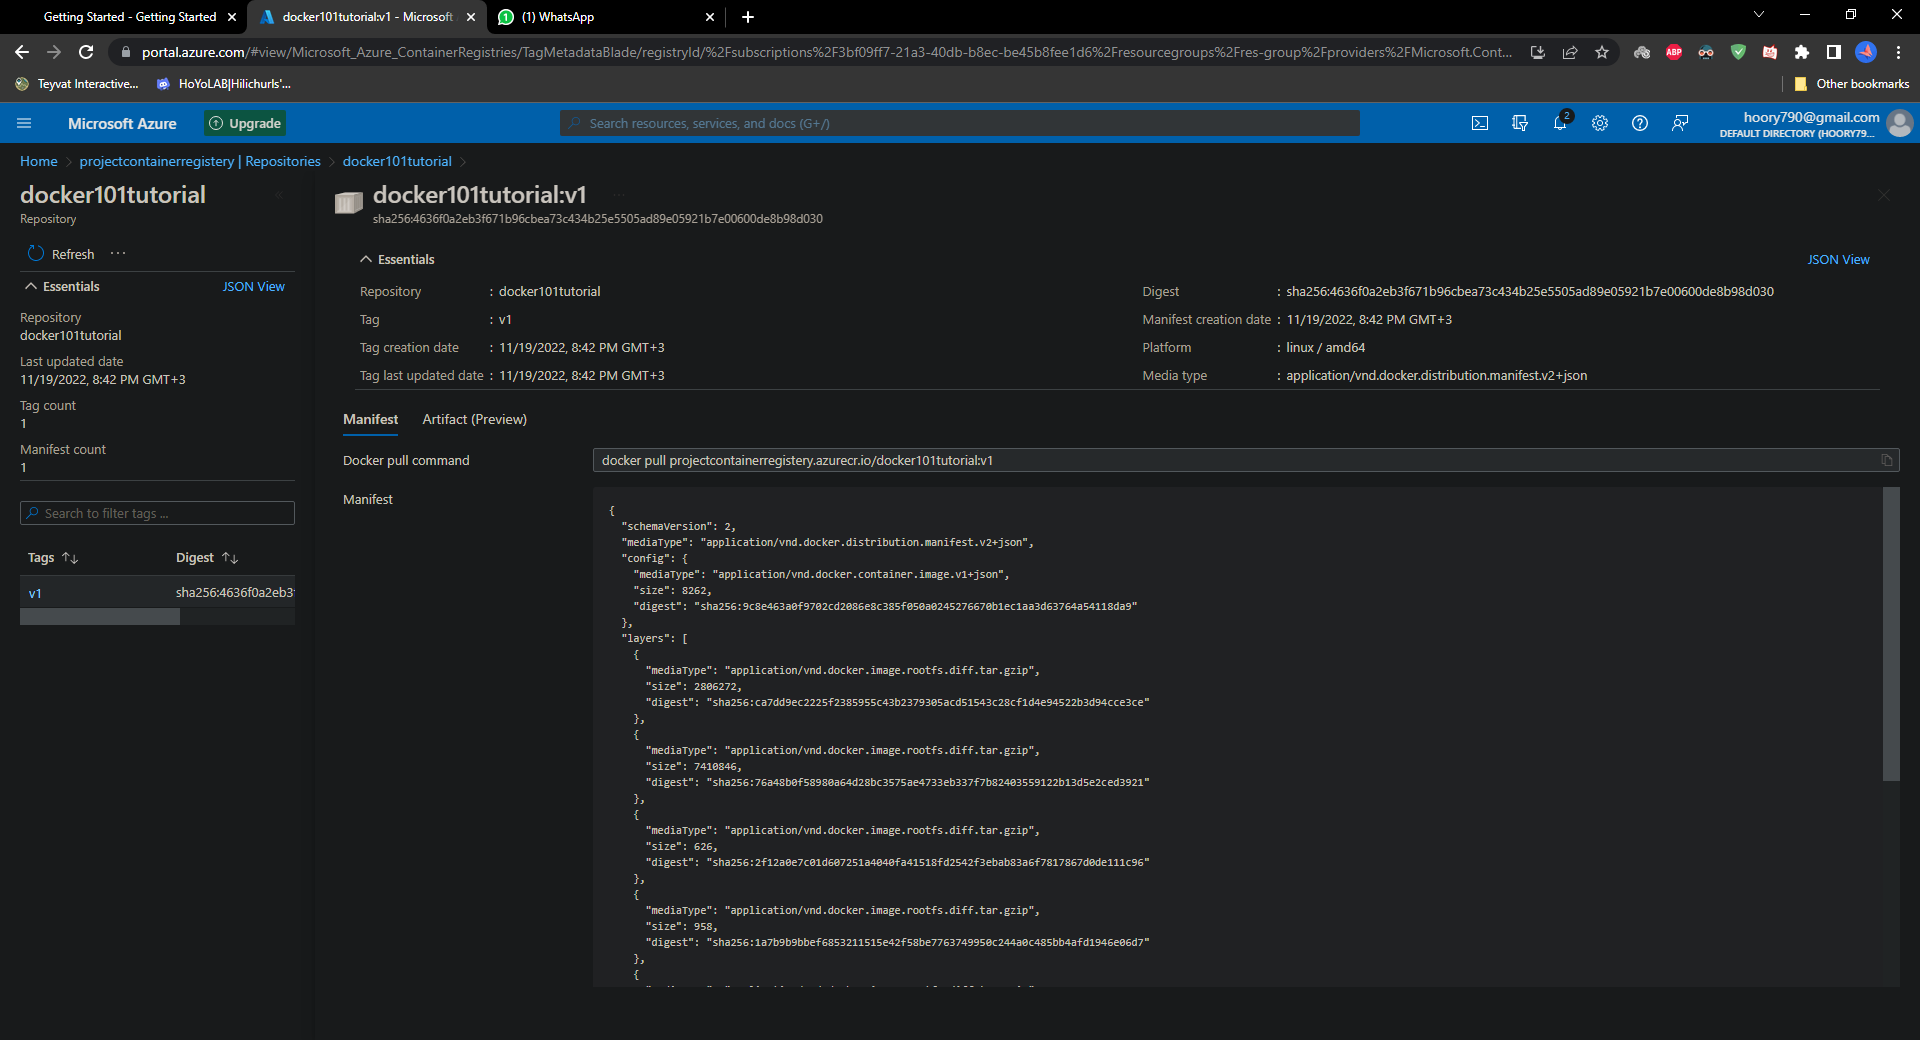 Getting Started - Getting Started
docker101tutorial:v1 - Microsoft
(1) WhatsApp
portal.azure.com/#view/Microsoft_Azure_ContainerRegistries/TagMetadataBlade/registryId/%2Fsubscriptions%2F3bf09ff7-21a3-40db-b8ec-be45b8fee1d6%2Fresourcegroups%2Fres-group%2Fproviders%2FMicrosoft.Cont...
ABP
Teyvat Interactive...
HoYoLAB|Hilichurls'...
Other bookmarks
Microsoft Azure
Upgrade
Search resources, services, and docs (G+/)
2
hoory790@gmail.com
DEFAULT DIRECTORY (HOORY79...
Home > projectcontainerregistery | Repositories > docker101tutorial >
docker101tutorial
Repository
Refresh ...
Essentials
JSON View
Repository
docker101tutorial
Last updated date
11/19/2022, 8:42 PM GMT+3
Tag count
1
Manifest count
1
Search to filter tags ...
Tags
Digest
v1
sha256:4636f0a2eb3
docker101tutorial:v1
sha256:4636f0a2eb3f671b96cbea73c434b25e5505ad89e05921b7e00600de8b98d030
Essentials
JSON View
Repository : docker101tutorial
Digest : sha256:4636f0a2eb3f671b96cbea73c434b25e5505ad89e05921b7e00600de8b98d030
Tag : v1
Manifest creation date : 11/19/2022, 8:42 PM GMT+3
Tag creation date : 11/19/2022, 8:42 PM GMT+3
Platform : linux / amd64
Tag last updated date : 11/19/2022, 8:42 PM GMT+3
Media type : application/vnd.docker.distribution.manifest.v2+json
Manifest
Artifact (Preview)
Docker pull command
docker pull projectcontainerregistery.azurecr.io/docker101tutorial:v1
Manifest
{
"schemaVersion": 2,
"mediaType": "application/vnd.docker.distribution.manifest.v2+json",
"config": {
"mediaType": "application/vnd.docker.container.image.v1+json",
"size": 8262,
"digest": "sha256:9c8e463a0f9702cd2086e8c385f050a0245276670b1ec1aa3d63764a54118da9"
},
"layers": [
{
"mediaType": "application/vnd.docker.image.rootfs.diff.tar.gzip",
"size": 2806272,
"digest": "sha256:ca7dd9ec2225f2385955c43b2379305acd51543c28cf1d4e94522b3d94cce3ce"
},
{
"mediaType": "application/vnd.docker.image.rootfs.diff.tar.gzip",
"size": 7410846,
"digest": "sha256:76a48b0f58980a64d28bc3575ae4733eb337f7b82403559122b13d5e2ced3921"
},
{
"mediaType": "application/vnd.docker.image.rootfs.diff.tar.gzip",
"size": 626,
"digest": "sha256:2f12a0e7c01d607251a4040fa41518fd2542f3ebab83a6f7817867d0de111c96"
},
{
"mediaType": "application/vnd.docker.image.rootfs.diff.tar.gzip",
"size": 958,
"digest": "sha256:1a7b9b9bbef6853211515e42f58be7763749950c244a0c485bb4afd1946e06d7"
},
{